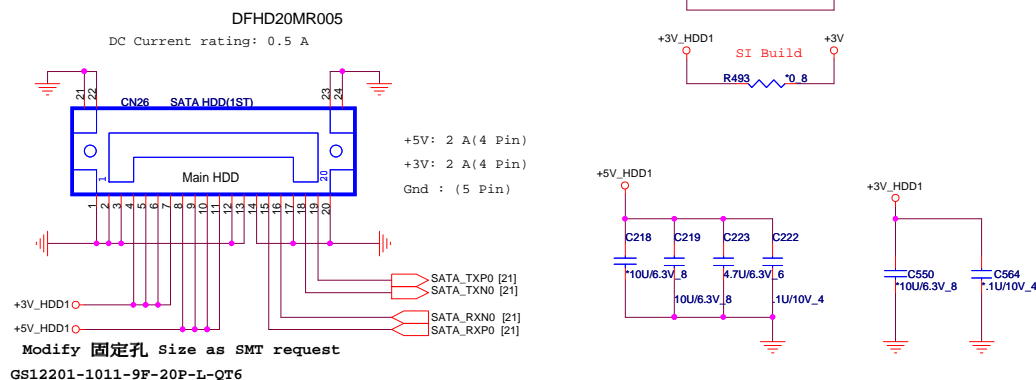 DFHD20MR005
DC Current rating: 0.5 A
21
22
23
24
CN26 SATA HDD(1ST)
1
20
Main HDD
1
2
3
4
5
6
7
8
9
10
11
12
13
14
15
16
17
18
19
20
+5V: 2 A(4 Pin)
+3V: 2 A(4 Pin)
Gnd : (5 Pin)
SATA_TXP0 [21]
SATA_TXN0 [21]
SATA_RXN0 [21]
SATA_RXP0 [21]
+3V_HDD1
+5V_HDD1
Modify 固定孔 Size as SMT request
GS12201-1011-9F-20P-L-QT6
+3V_HDD1
+3V
SI Build
R493
*0_8
+5V_HDD1
C218
C219
C223
C222
*10U/6.3V_8
4.7U/6.3V_6
10U/6.3V_8
.1U/10V_4
+3V_HDD1
C550
*10U/6.3V_8
C564
*.1U/10V_4